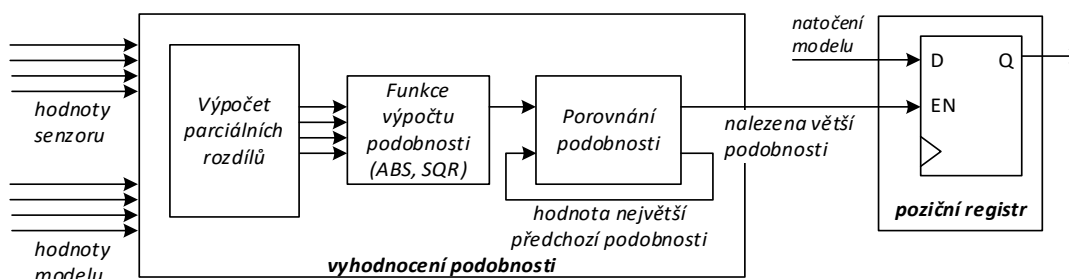 hodnoty
senzoru
hodnoty
modelu
Výpočet
parciálních
rozdílů
Funkce
výpočtu
podobnosti
(ABS, SQR)
Porovnání
podobnosti
hodnota největší
předchozí podobnosti
vyhodnocení podobnosti
nalezena větší
podobnosti
natočení
modelu
D
Q
EN
poziční registr